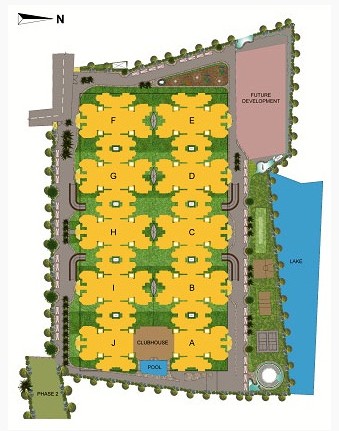 N
F
E
FUTURE
DEVELOPMENT
G
D
H
C
LAKE
I
B
J
CLUBHOUSE
A
POOL
PHASE 2